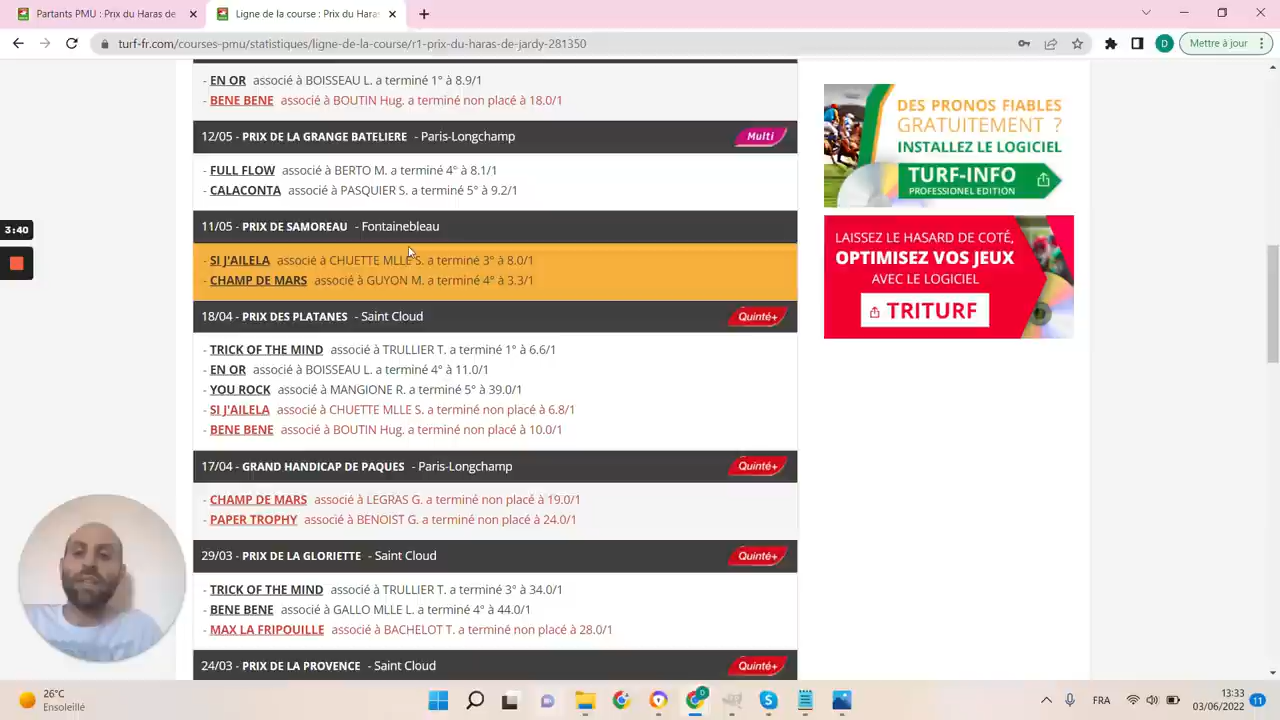 Partants PMU : Prix du Haras de
Ligne de la course : Prix du Hara
turf-fr.com/courses-pmu/statistiques/ligne-courses-1-prix-du-haras-de-jardy-281350
D
Mettre à jour
- EN OR associé à BOISSEAU L. a terminé 1° à 8.9/1
- BENE BENE associé à BOUTIN Hug. a terminé non placé à 18.0/1
12/05 - PRIX DE LA GRANGE BATELIERE - Paris-Longchamp
Multi
- FULL FLOW associé à BERTO M. a terminé 4° à 8.1/1
- CALACONTA associé à PASQUIER S. a terminé 5° à 9.2/1
11/05 - PRIX DE SAMOREAU - Fontainebleau
- SI J'AILELA associé à CHUETTE MLLE S. a terminé 3° à 8.0/1
- CHAMP DE MARS associé à GUYON M. a terminé 4° à 3.3/1
18/04 - PRIX DES PLATANES - Saint Cloud
Quinté+
- TRICK OF THE MIND associé à TRULLIER T. a terminé 1° à 6.6/1
- EN OR associé à BOISSEAU L. a terminé 4° à 11.0/1
- YOU ROCK associé à MANGIONE R. a terminé 5° à 39.0/1
- SI J'AILELA associé à CHUETTE MLLE S. a terminé non placé à 6.8/1
- BENE BENE associé à BOUTIN Hug. a terminé non placé à 10.0/1
17/04 - GRAND HANDICAP DE PAQUES - Paris-Longchamp
Quinté+
- CHAMP DE MARS associé à LEGRAS G. a terminé non placé à 19.0/1
- PAPER TROPHY associé à BENOIST G. a terminé non placé à 24.0/1
29/03 - PRIX DE LA GLORIETTE - Saint Cloud
Quinté+
- TRICK OF THE MIND associé à TRULLIER T. a terminé 3° à 34.0/1
- BENE BENE associé à GALLO MLLE L. a terminé 4° à 44.0/1
- MAX LA FRIPOUILLE associé à BACHELOT T. a terminé non placé à 28.0/1
24/03 - PRIX DE LA PROVENCE - Saint Cloud
Quinté+
DES PRONOS FIABLES
GRATUITEMENT ?
INSTALLEZ LE LOGICIEL
TURF-INFO
PROFESIONEL EDITION
LAISSEZ LE HASARD DE COTÉ,
OPTIMISEZ VOS JEUX
AVEC LE LOGICIEL
TRITURF
3:40
26°C
Ensoleillé
D
FRA
13:33
03/06/2022
11